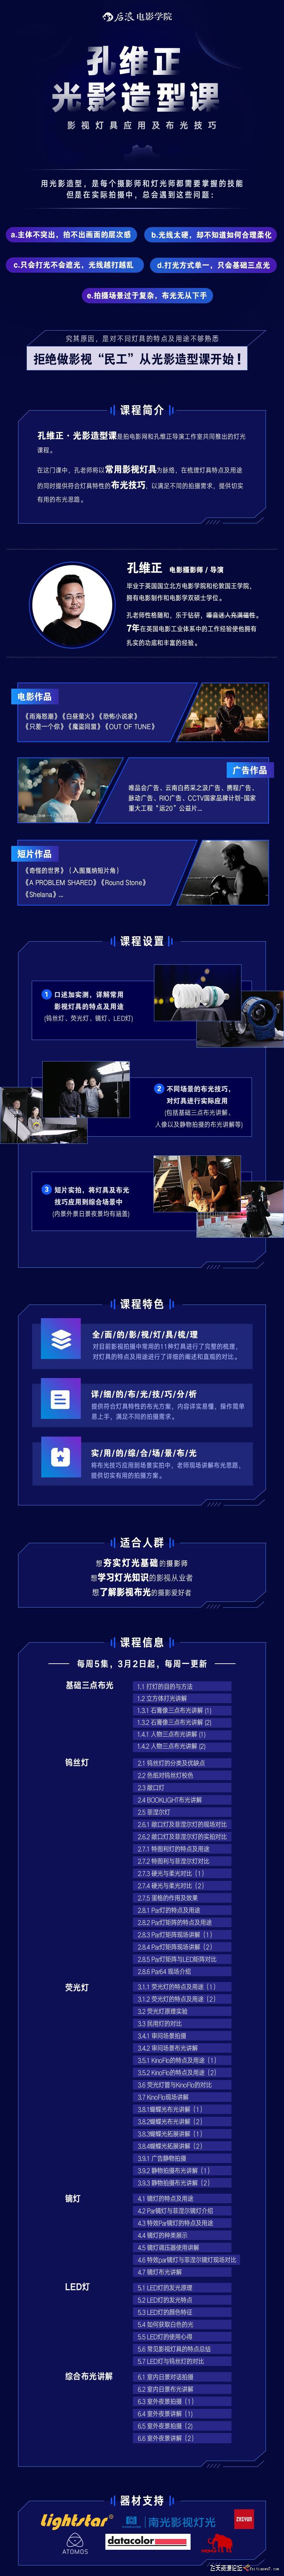 后浪电影学院
孔维正
光影造型课
影视灯具应用及布光技巧
用光影造型，是每个摄影师和灯光师都需要掌握的技能
但是在实际拍摄中，总会遇到这些问题：
a.主体不突出，拍不出画面的层次感
b.光线太硬，却不知道如何合理柔化
c.只会打光不会遮光，光线越打越乱
d.打光方式单一，只会基础三点光
e.拍摄场景过于复杂，布光无从下手
究其原因，是对不同灯具的特点及用途不够熟悉
拒绝做影视“民工”从光影造型课开始！
课程简介
孔维正·光影造型课是拍电影网和孔维正导演工作室共同推出的灯光
课程。
在这门课中，孔老师将以常用影视灯具为脉络，在梳理灯具特点及用途
的同时提供符合灯具特性的布光技巧，以满足不同的拍摄需求，提供切实
有用的布光思路。
孔维正 电影摄影师 / 导演
毕业于英国国立北方电影学院和伦敦国王学院，
拥有电影制作和电影学双硕士学位。
孔老师性格随和，乐于钻研，嗓音迷人充满磁性。
7年在英国电影工业体系中的工作经验使他拥有
扎实的功底和丰富的经验。
电影作品
《雨海怒磨》《白昼萤火》《恐怖小说家》
《只差一个你》《魔盗同盟》《OUT OF TUNE》
广告作品
唯品会广告、云南白药采之汲广告、携程广告、
脉动广告、RIO广告、CCTV国家品牌计划-国家
重大工程“运20”公益片...
短片作品
《奇怪的世界》（入围戛纳短片角）
《A PROBLEM SHARED》《Round Stone》
《Shelana》...
课程设置
1 口述加实测，详解常用
影视灯具的特点及用途
(钨丝灯、荧光灯、镝灯、LED灯)
2 不同场景的布光技巧，
对灯具进行实际应用
(包括基础三点布光讲解、
人像以及静物拍摄的布光讲解等)
3 短片实拍，将灯具及布光
技巧应用到综合场景中
(内景外景日景夜景均有涵盖)
课程特色
全/面/的/影/视/灯/具/梳/理
对目前影视拍摄中常用的11种灯具进行了完整的梳理，
对灯具的特点及用途进行了详细的阐述和直观的对比。
详/细/的/布/光/技/巧/分/析
提供符合灯具特性的布光方案，内容详实易懂，操作简单
易上手，满足不同的拍摄需求。
实/用/的/综/合/场/景/布/光
将布光技巧应用到场景实拍中，老师现场讲解布光思路，
提供切实有用的拍摄方案。
适合人群
想夯实灯光基础的摄影师
想学习灯光知识的影视从业者
想了解影视布光的摄影爱好者
课程信息
每周5集，3月2日起，每周一更新
基础三点布光
1.1 打灯的目的与方法
1.2 立方体打光讲解
1.3.1 石膏像三点布光讲解 (1)
1.3.2 石膏像三点布光讲解 (2)
1.4.1 人物三点布光讲解 (1)
1.4.2 人物三点布光讲解 (2)
钨丝灯
2.1 钨丝灯的分类及优缺点
2.2 色纸对钨丝灯校色
2.3 敞口灯
2.4 BOOKLIGHT布光讲解
2.5 菲涅尔灯
2.6.1 敞口灯及菲涅尔灯的现场对比
2.6.2 敞口灯及菲涅尔灯的实拍对比
2.7.1 特图利灯的特点及用途
2.7.2 特图利与菲涅尔灯对比
2.7.3 硬光与柔光对比（1）
2.7.4 硬光与柔光对比（2）
2.7.5 蛋格的作用及效果
2.8.1 Par灯的特点及用途
2.8.2 Par灯矩阵的特点及用途
2.8.3 Par灯矩阵现场讲解（1）
2.8.4 Par灯矩阵现场讲解（2）
2.8.5 Par灯矩阵与LED矩阵对比
2.8.6 Par64 现场介绍
荧光灯
3.1.1 荧光灯的特点及用途（1）
3.1.2 荧光灯的特点及用途（2）
3.2 荧光灯原理实验
3.3 民用灯的对比
3.4.1 审问场景拍摄
3.4.2 审问场景布光讲解
3.5.1 KinoFlo的特点及用途（1）
3.5.2 KinoFlo的特点及用途（2）
3.6 荧光灯管与KinoFlo的对比
3.7 KinoFlo现场讲解
3.8.1蝴蝶光布光讲解（1）
3.8.2蝴蝶光布光讲解（2）
3.8.3蝴蝶光拓展讲解（1）
3.8.4蝴蝶光拓展讲解（2）
3.9.1 广告静物拍摄
3.9.2 静物拍摄布光讲解（1）
3.9.3 静物拍摄布光讲解（2）
镝灯
4.1 镝灯的特点及用途
4.2 Par镝灯与菲涅尔镝灯介绍
4.3 特效Par镝灯的特点及用途
4.4 镝灯的种类展示
4.5 镝灯调压器使用讲解
4.6 特效par镝灯与菲涅尔镝灯现场对比
4.7 镝灯布光讲解
LED灯
5.1 LED灯的发光原理
5.2 LED灯的发光特点
5.3 LED灯的颜色特征
5.4 如何获取白色的光
5.5 LED灯的使用心得
5.6 常见影视灯具的特点总结
5.7 LED灯与钨丝灯的对比
综合布光讲解
6.1 室内日景对话拍摄
6.2 室内日景布光讲解
6.3 室外夜景拍摄（1）
6.4 室外夜景讲解（1）
6.5 室外夜景拍摄（2）
6.6 室外夜景讲解（2）
器材支持
lightstar
南光影视灯光
ZHIYUN
ATOMOS
datacolor